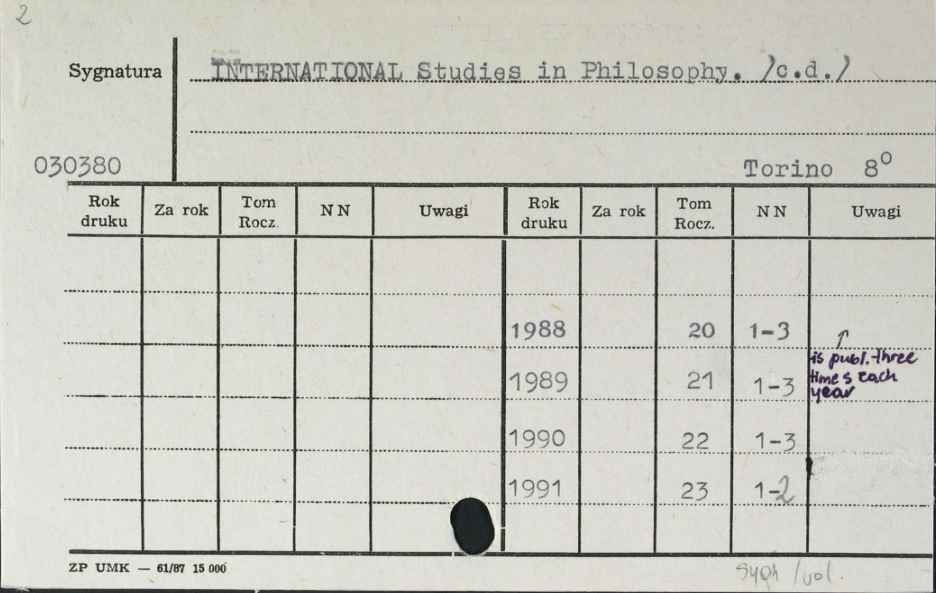 2
Sygnatura INTERNATIONAL Studies in Philosophy. /c.d./
030380 Torino 8°
Rok druku Za rok Tom Rocz. N N Uwagi Rok druku Za rok Tom Rocz. N N Uwagi
1988 20 1-3 ↑
is publ. three
1989 21 1-3 times each
year
1990 22 1-3
1991 23 1-2
ZP UMK — 61/87 15 000
/vol.